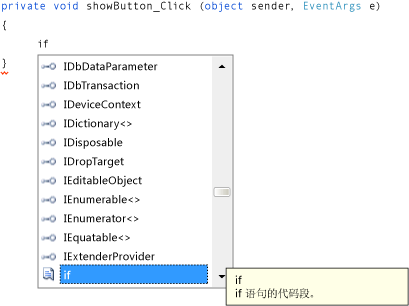 private void showButton_Click (object sender, EventArgs e)
{
if
}
IDbDataParameter
IDbTransaction
IDeviceContext
IDictionary<>
IDisposable
IDropTarget
IEditableObject
IEnumerable<>
IEnumerator<>
IEquatable<>
IExtenderProvider
if
if
if 语句的代码段。